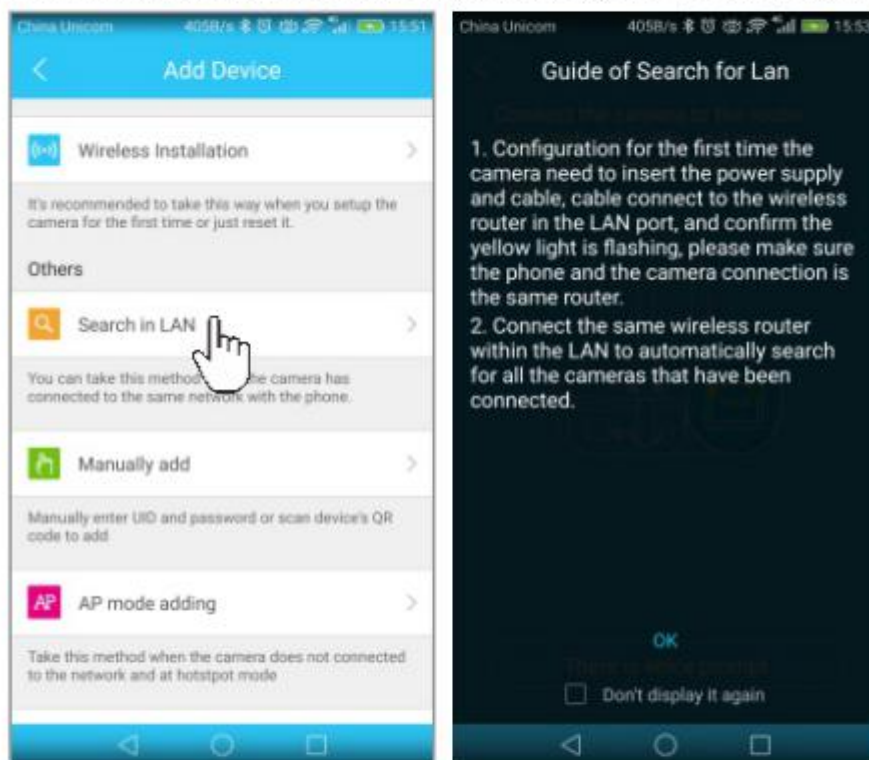 China Unicom 405B/s 15:51
Add Device
Wireless Installation
It's recommended to take this way when you setup the
camera for the first time or just reset it.
Others
Search in LAN
You can take this method he camera has
connected to the same network with the phone.
Manually add
Manually enter UID and password or scan device's QR
code to add
AP AP mode adding
Take this method when the camera does not connected
to the network and at hotstpot mode
China Unicom 405B/s 15:53
Guide of Search for Lan
1. Configuration for the first time the
camera need to insert the power supply
and cable, cable connect to the wireless
router in the LAN port, and confirm the
yellow light is flashing, please make sure
the phone and the camera connection is
the same router.
2. Connect the same wireless router
within the LAN to automatically search
for all the cameras that have been
connected.
OK
Don't display it again